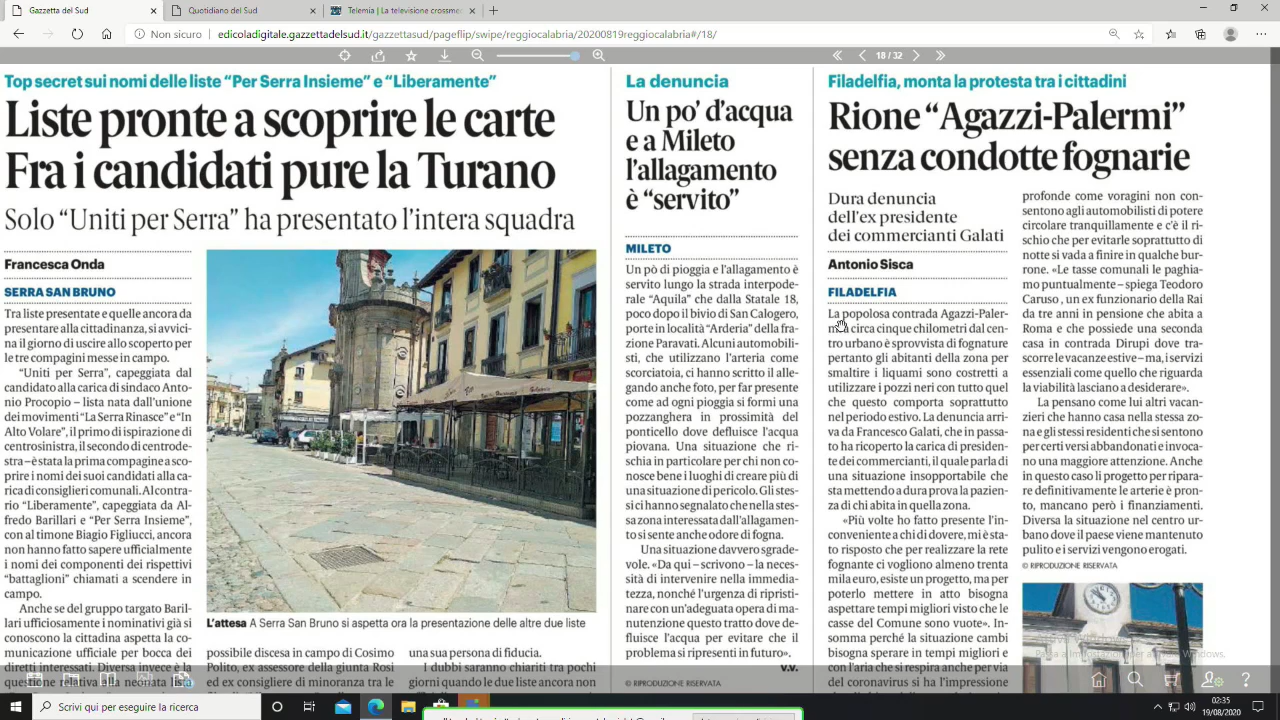 Gazzetta del Sud
Quotidiano del Sud
Telemia | La televisione
Non sicuro | edicoladigitale.gazzettadelsud.it/gazzettasud/pageflip/swipe/reggiocalabria/20200819reggiocalabria#/18/
18 / 32
Top secret sui nomi delle liste “Per Serra Insieme” e “Liberamente”
Liste pronte a scoprire le carte
Fra i candidati pure la Turano
Solo “Uniti per Serra” ha presentato l’intera squadra
Francesca Onda
SERRA SAN BRUNO
Tra liste presentate e quelle ancora da
presentare alla cittadinanza, si avvici-
na il giorno di uscire allo scoperto per
le tre compagini messe in campo.
“Uniti per Serra”, capeggiata dal
candidato alla carica di sindaco Anto-
nio Procopio – lista nata dall’unione
dei movimenti “La Serra Rinasce” e “In
Alto Volare”, il primo di ispirazione di
centrosinistra, il secondo di centrode-
stra – è stata la prima compagine a sco-
prire i nomi dei suoi candidati alla ca-
rica di consiglieri comunali. Al contra-
rio “Liberamente”, capeggiata da Al-
fredo Barillari e “Per Serra Insieme”,
con al timone Biagio Figliucci, ancora
non hanno fatto sapere ufficialmente
i nomi dei componenti dei rispettivi
“battaglioni” chiamati a scendere in
campo.
Anche se del gruppo targato Baril-
lari ufficiosamente i nominativi già si
conoscono la cittadina aspetta la co-
municazione ufficiale per bocca dei
diretti interessati. Diversa invece è la
questione relativa alla neonata lista
L’attesa A Serra San Bruno si aspetta ora la presentazione delle altre due liste
possibile discesa in campo di Cosimo
Polito, ex assessore della giunta Rosi
ed ex consigliere di minoranza tra le
una sua persona di fiducia.
I dubbi saranno chiariti tra pochi
giorni quando le due liste ancora non
La denuncia
Un po’ d’acqua
e a Mileto
l’allagamento
è “servito”
MILETO
Un pò di pioggia e l’allagamento è
servito lungo la strada interpode-
rale “Aquila” che dalla Statale 18,
poco dopo il bivio di San Calogero,
porte in località “Arderia” della fra-
zione Paravati. Alcuni automobili-
sti, che utilizzano l’arteria come
scorciatoia, ci hanno scritto il alle-
gando anche foto, per far presente
come ad ogni pioggia si formi una
pozzanghera in prossimità del
ponticello dove defluisce l’acqua
piovana. Una situazione che ri-
schia in particolare per chi non co-
nosce bene i luoghi di creare più di
una situazione di pericolo. Gli stes-
si ci hanno segnalato che nella stes-
sa zona interessata dall’allagamen-
to si sente anche odore di fogna.
Una situazione davvero sgrade-
vole. «Da qui – scrivono – la neces-
sità di intervenire nella immedia-
tezza, nonché l’urgenza di ripristi-
nare con un’adeguata opera di ma-
nutenzione questo tratto dove de-
fluisce l’acqua per evitare che il
problema si ripresenti in futuro».
v.v.
© RIPRODUZIONE RISERVATA
Filadelfia, monta la protesta tra i cittadini
Rione “Agazzi-Palermi”
senza condotte fognarie
Dura denuncia
dell’ex presidente
dei commercianti Galati
Antonio Sisca
FILADELFIA
La popolosa contrada Agazzi-Paler-
mi a circa cinque chilometri dal cen-
tro urbano è sprovvista di fognature
pertanto gli abitanti della zona per
smaltire i liquami sono costretti a
utilizzare i pozzi neri con tutto quel
che questo comporta soprattutto
nel periodo estivo. La denuncia arri-
va da Francesco Galati, che in passa-
to ha ricoperto la carica di presiden-
te dei commercianti, il quale parla di
una situazione insopportabile che
sta mettendo a dura prova la pazien-
za di chi abita in quella zona.
«Più volte ho fatto presente l’in-
conveniente a chi di dovere, mi è sta-
to risposto che per realizzare la rete
fognante ci vogliono almeno trenta
mila euro, esiste un progetto, ma per
poterlo mettere in atto bisogna
aspettare tempi migliori visto che le
casse del Comune sono vuote». In-
somma perché la situazione cambi
bisogna sperare in tempi migliori e
con l’aria che si respira anche per via
del coronavirus si ha l’impressione
profonde come voragini non con-
sentono agli automobilisti di potere
circolare tranquillamente e c’è il ri-
schio che per evitarle soprattutto di
notte si vada a finire in qualche bur-
rone. «Le tasse comunali le paghia-
mo puntualmente – spiega Teodoro
Caruso , un ex funzionario della Rai
da tre anni in pensione che abita a
Roma e che possiede una seconda
casa in contrada Dirupi dove tra-
scorre le vacanze estive – ma, i servizi
essenziali come quello che riguarda
la viabilità lasciano a desiderare».
La pensano come lui altri vacan-
zieri che hanno casa nella stessa zo-
na e gli stessi residenti che si sentono
per certi versi abbandonati e invoca-
no una maggiore attenzione. Anche
in questo caso li progetto per ripara-
re definitivamente le arterie è pron-
to, mancano però i finanziamenti.
Diversa la situazione nel centro ur-
bano dove il paese viene mantenuto
pulito e i servizi vengono erogati.
© RIPRODUZIONE RISERVATA
Passa a Impostazioni per attivare Windows.
Scrivi qui per eseguire la ricerca
02:35
19/08/2020